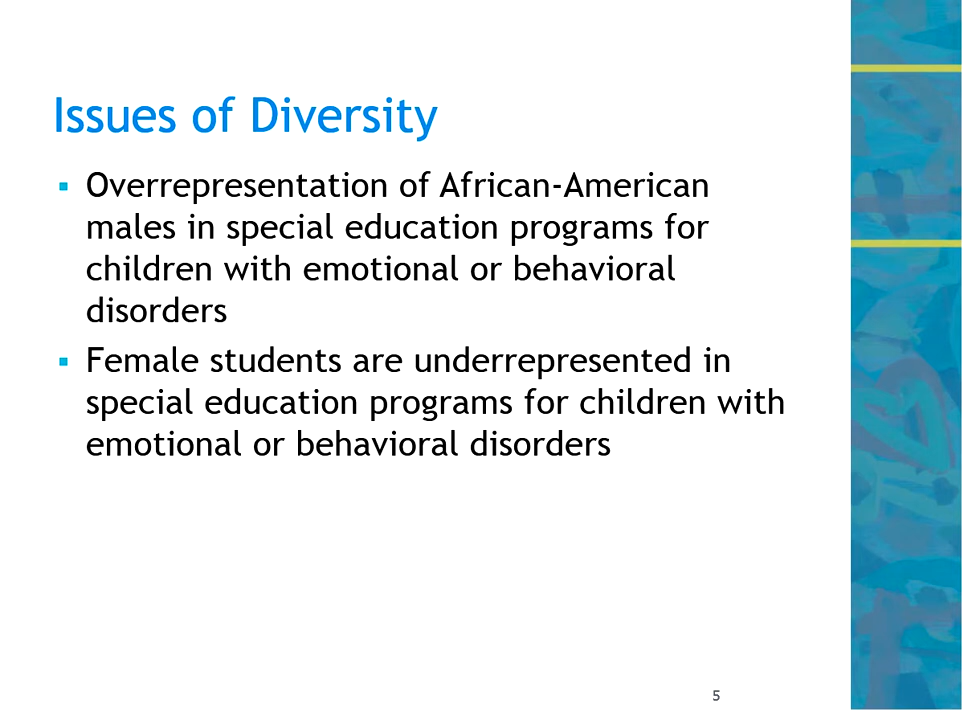 Issues of Diversity
▪ Overrepresentation of African-American
males in special education programs for
children with emotional or behavioral
disorders
▪ Female students are underrepresented in
special education programs for children with
emotional or behavioral disorders
5